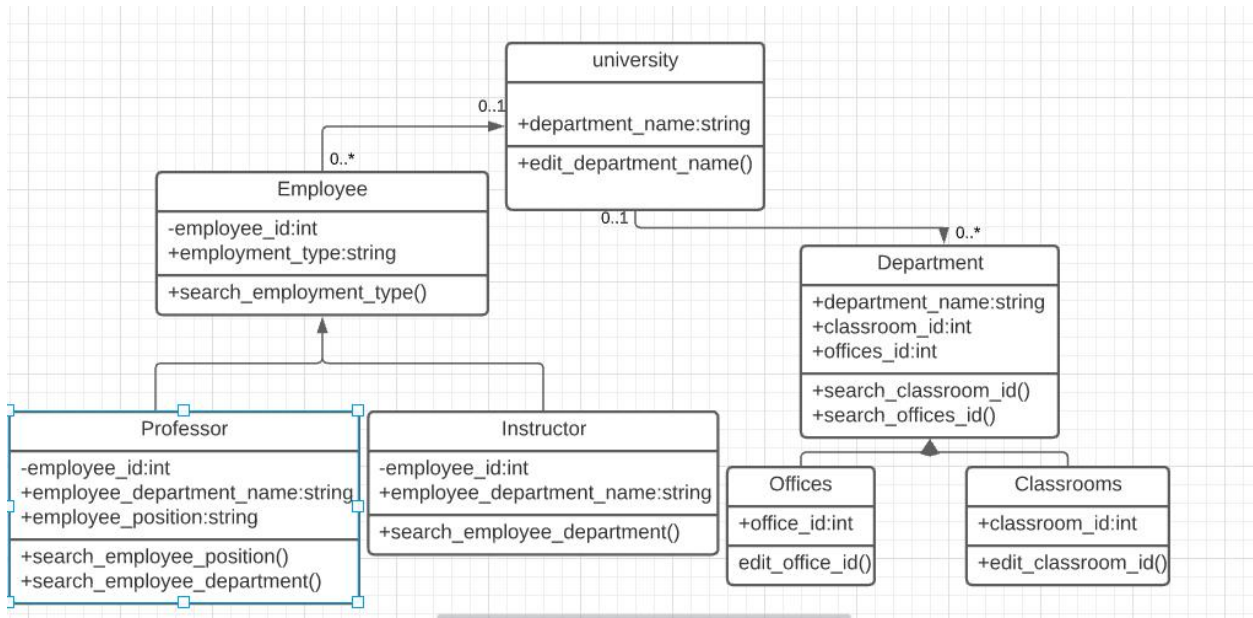 university
+department_name:string
+edit_department_name()
0..1
0..*
Employee
-employee_id:int
+employment_type:string
+search_employment_type()
0..1
0..*
Department
+department_name:string
+classroom_id:int
+offices_id:int
+search_classroom_id()
+search_offices_id()
Professor
-employee_id:int
+employee_department_name:string
+employee_position:string
+search_employee_position()
+search_employee_department()
Instructor
-employee_id:int
+employee_department_name:string
+search_employee_department()
Offices
+office_id:int
edit_office_id()
Classrooms
+classroom_id:int
+edit_classroom_id()